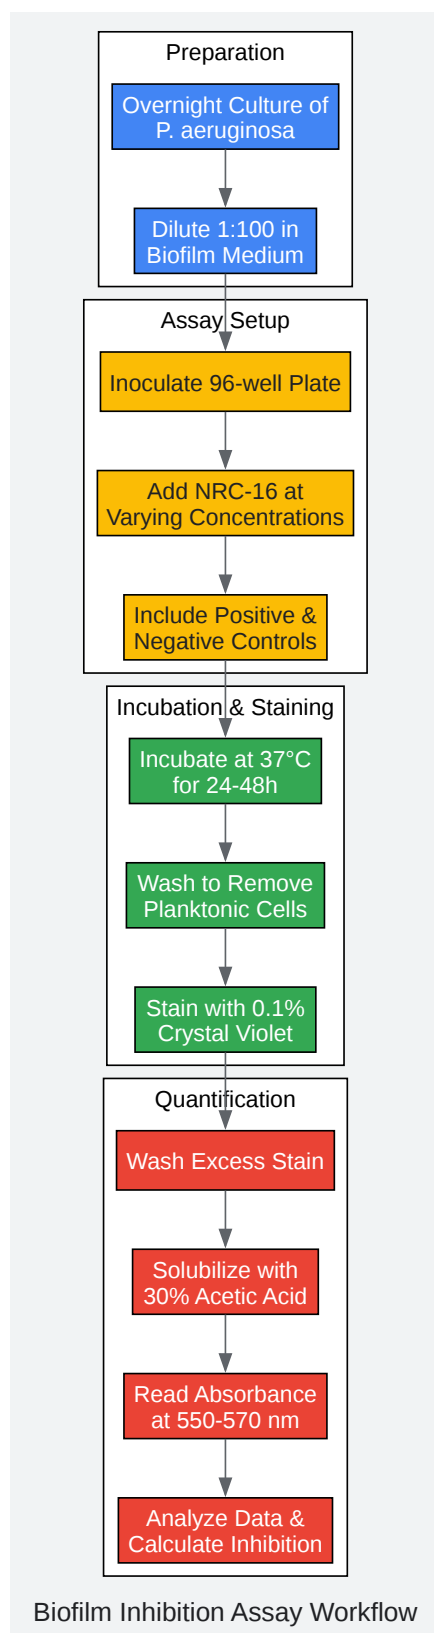 Preparation
Overnight Culture of
P. aeruginosa
Dilute 1:100 in
Biofilm Medium
Assay Setup
Inoculate 96-well Plate
Add NRC-16 at
Varying Concentrations
Include Positive &
Negative Controls
Incubation & Staining
Incubate at 37°C
for 24-48h
Wash to Remove
Planktonic Cells
Stain with 0.1%
Crystal Violet
Quantification
Wash Excess Stain
Solubilize with
30% Acetic Acid
Read Absorbance
at 550-570 nm
Analyze Data &
Calculate Inhibition
Biofilm Inhibition Assay Workflow